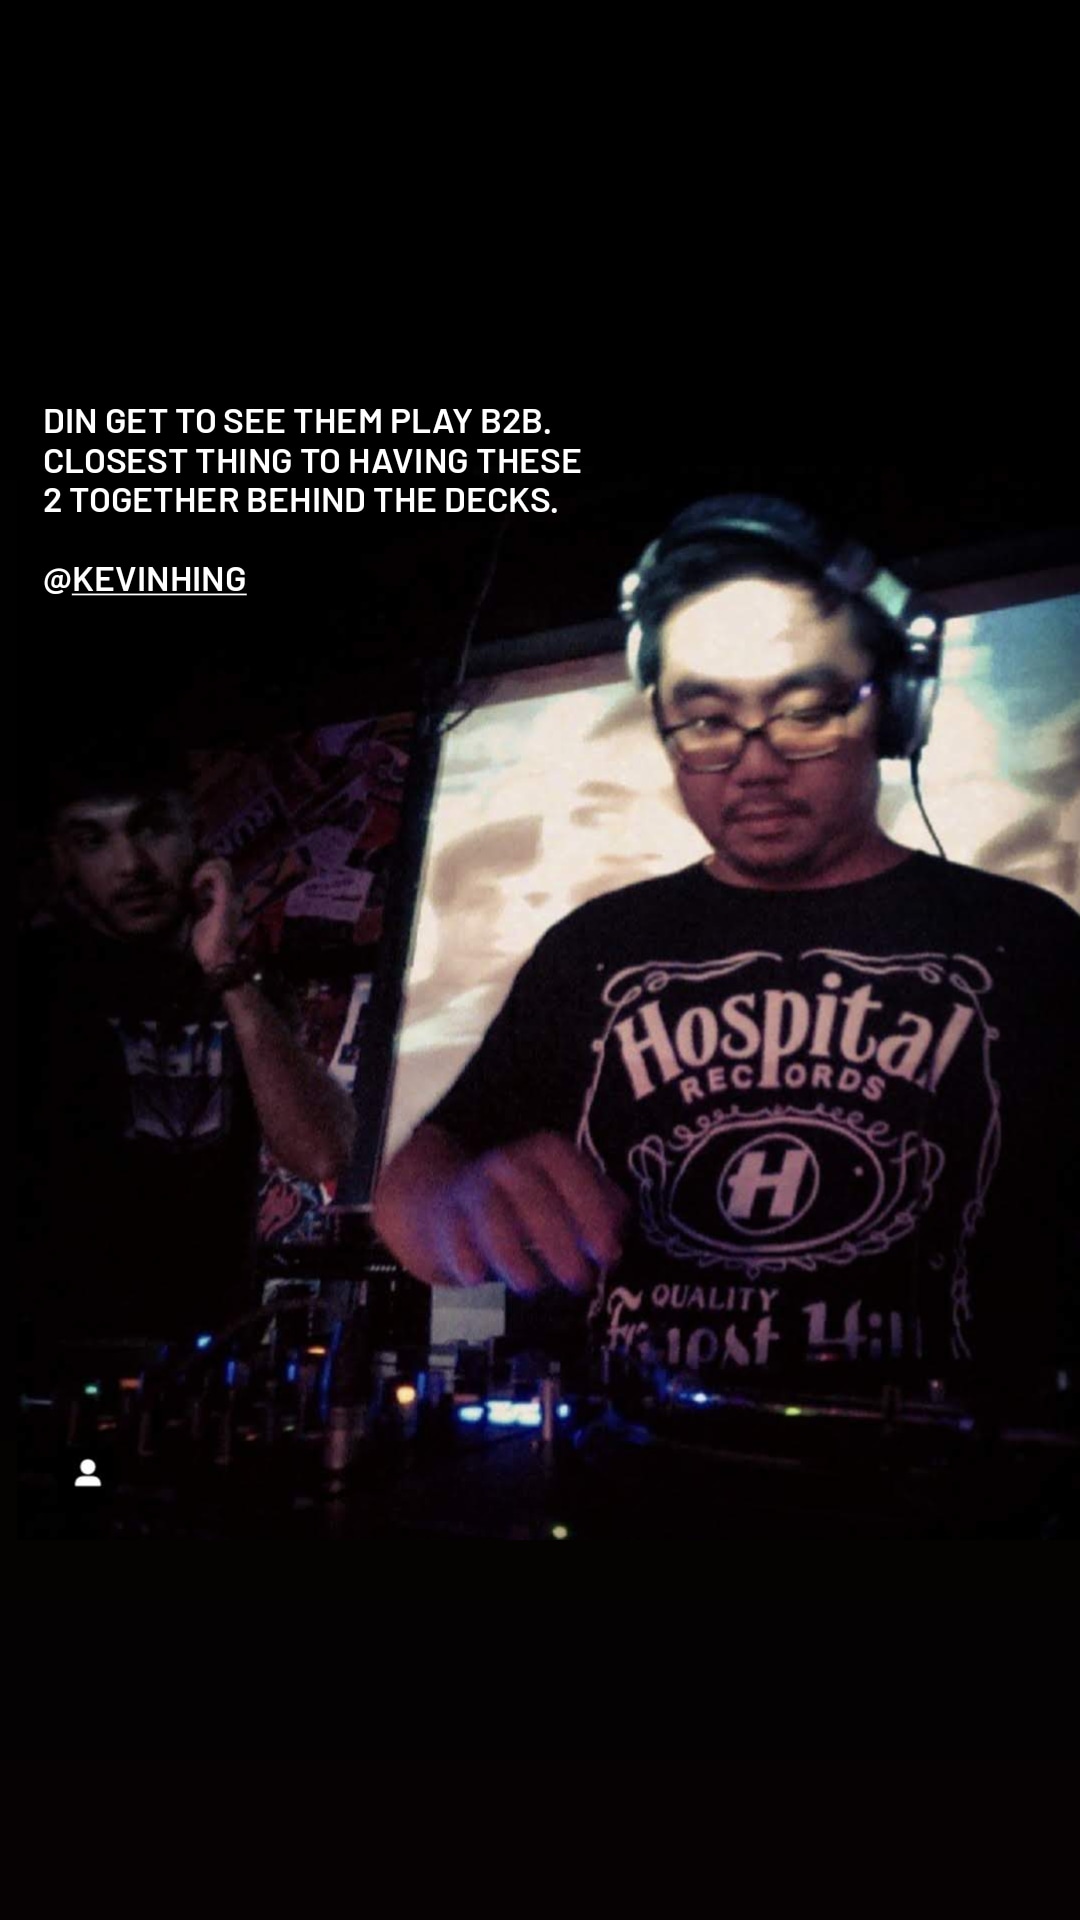 DIN GET TO SEE THEM PLAY B2B.
CLOSEST THING TO HAVING THESE
2 TOGETHER BEHIND THE DECKS.
@KEVINHING
Hospital
RECORDS
H
QUALITY